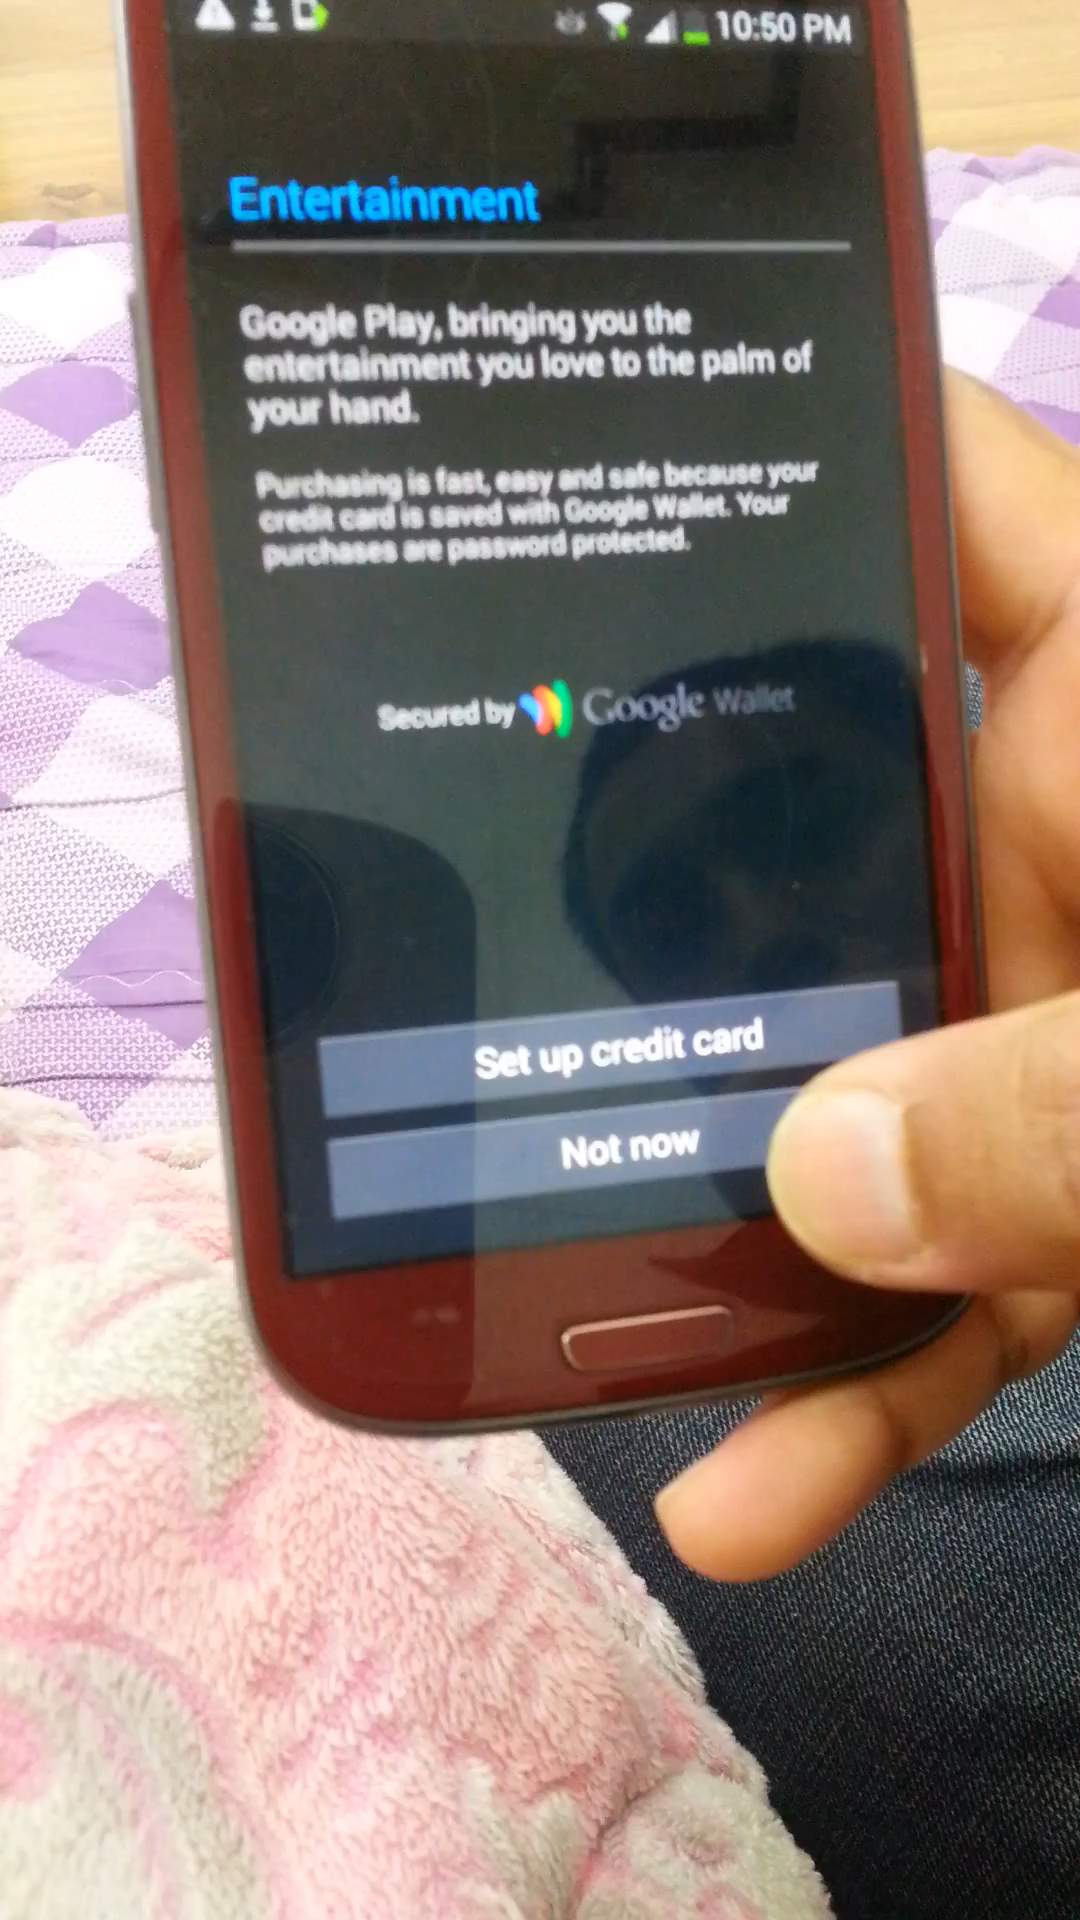 10:50 PM
Entertainment
Google Play, bringing you the
entertainment you love to the palm of
your hand.
Purchasing is fast, easy and safe because your
credit card is saved with Google Wallet. Your
purchases are password protected.
Secured by Google Wallet
Set up credit card
Not now